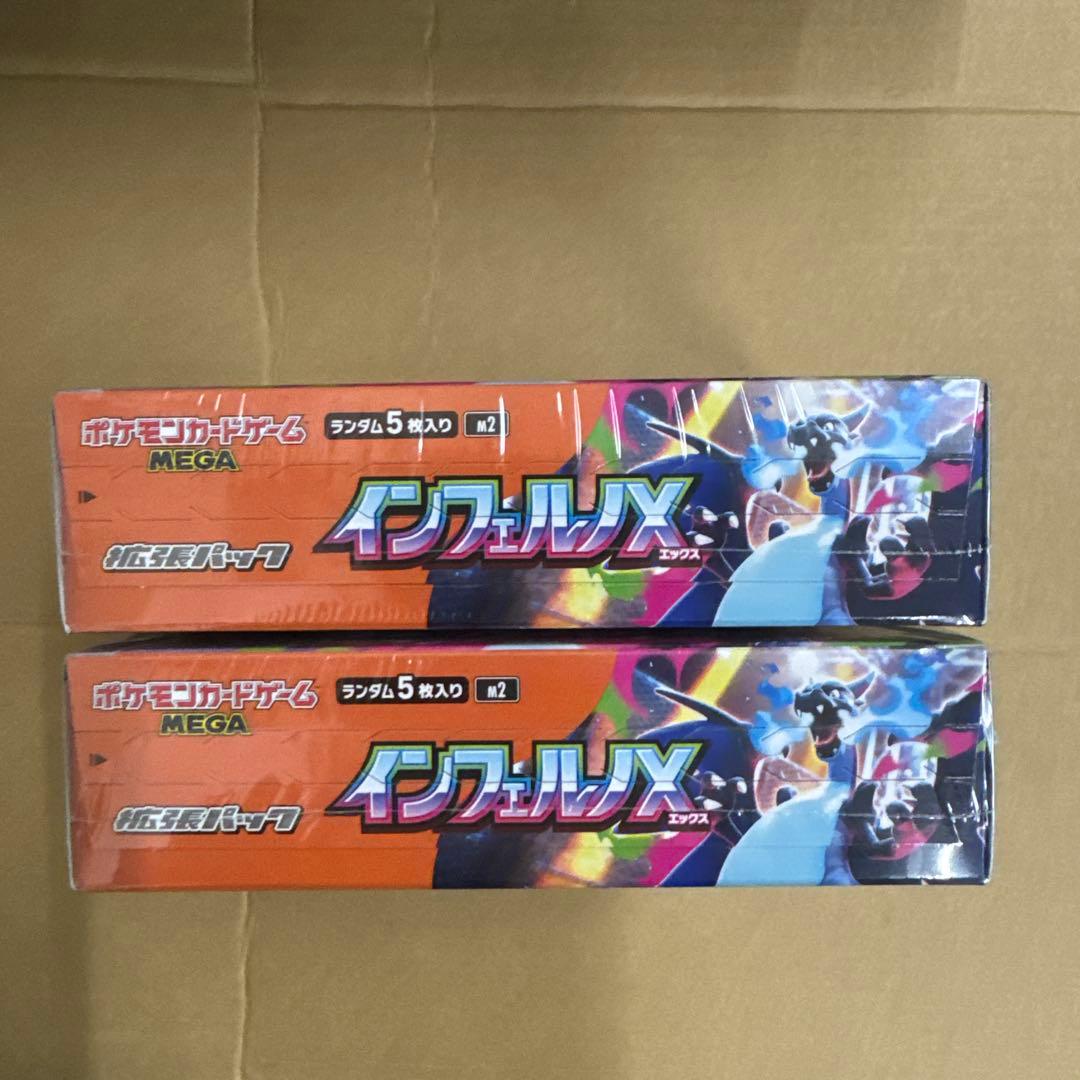 ポケモンカードゲーム
MEGA
ランダム5枚入り M2
インフェルノX
エックス
拡張パック
ポケモンカードゲーム
MEGA
ランダム5枚入り M2
インフェルノX
エックス
拡張パック